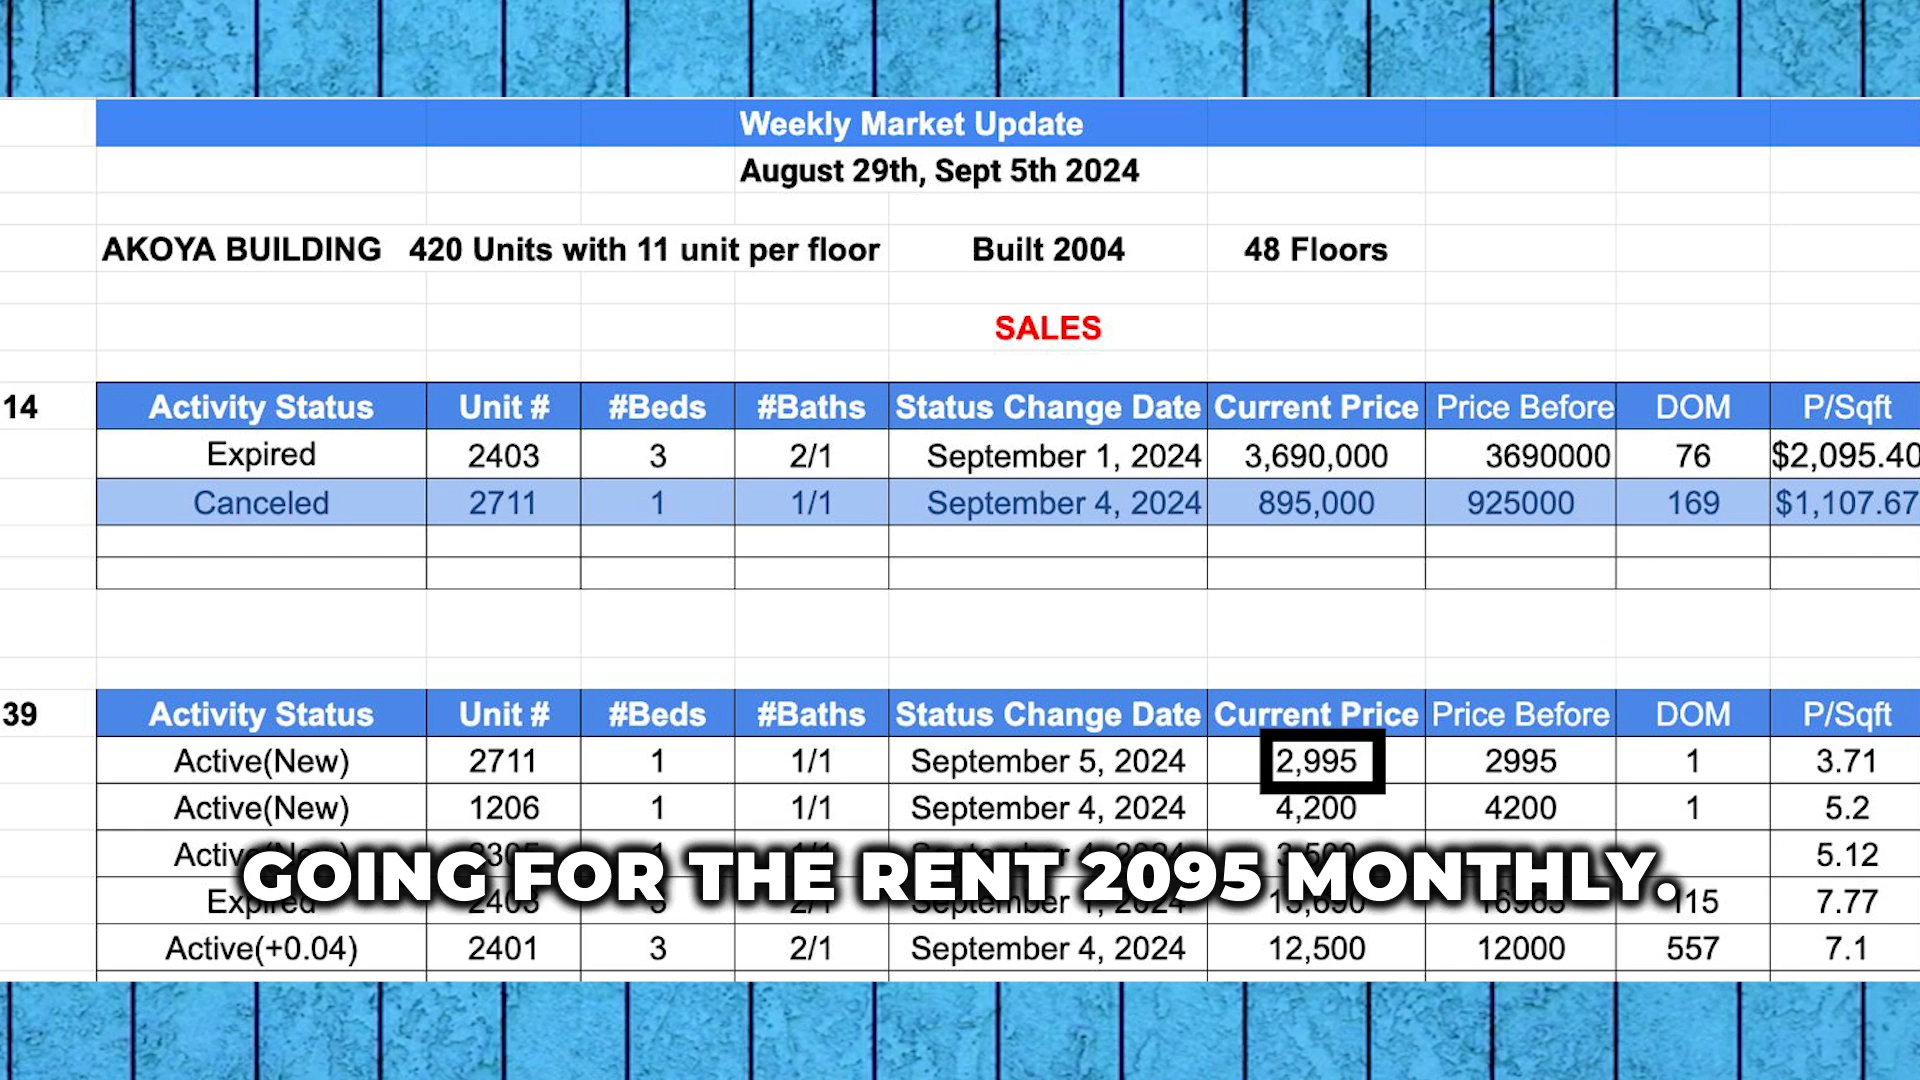 Weekly Market Update
August 29th, Sept 5th 2024
AKOYA BUILDING 420 Units with 11 unit per floor Built 2004 48 Floors
SALES
14 Activity Status Unit # #Beds #Baths Status Change Date Current Price Price Before DOM P/Sqft
Expired 2403 3 2/1 September 1, 2024 3,690,000 3690000 76 $2,095.40
Canceled 2711 1 1/1 September 4, 2024 895,000 925000 169 $1,107.67
39 Activity Status Unit # #Beds #Baths Status Change Date Current Price Price Before DOM P/Sqft
Active(New) 2711 1 1/1 September 5, 2024 2,995 2995 1 3.71
Active(New) 1206 1 1/1 September 4, 2024 4,200 4200 1 5.2
5.12
GOING FOR THE RENT 2095 MONTHLY.
Expired 2403 2/1 115 7.77
Active(+0.04) 2401 3 2/1 September 4, 2024 12,500 12000 557 7.1